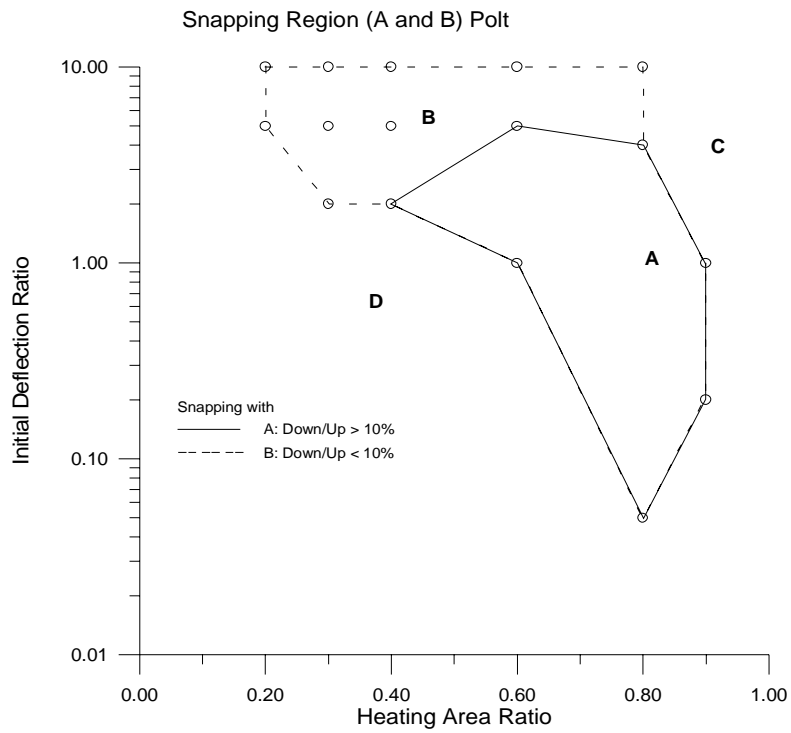 Snapping Region (A and B) Polt
10.00
B
C
1.00
A
D
Initial Deflection Ratio
Snapping with
A: Down/Up > 10%
B: Down/Up < 10%
0.10
0.01
0.00 0.20 0.40 0.60 0.80 1.00
Heating Area Ratio